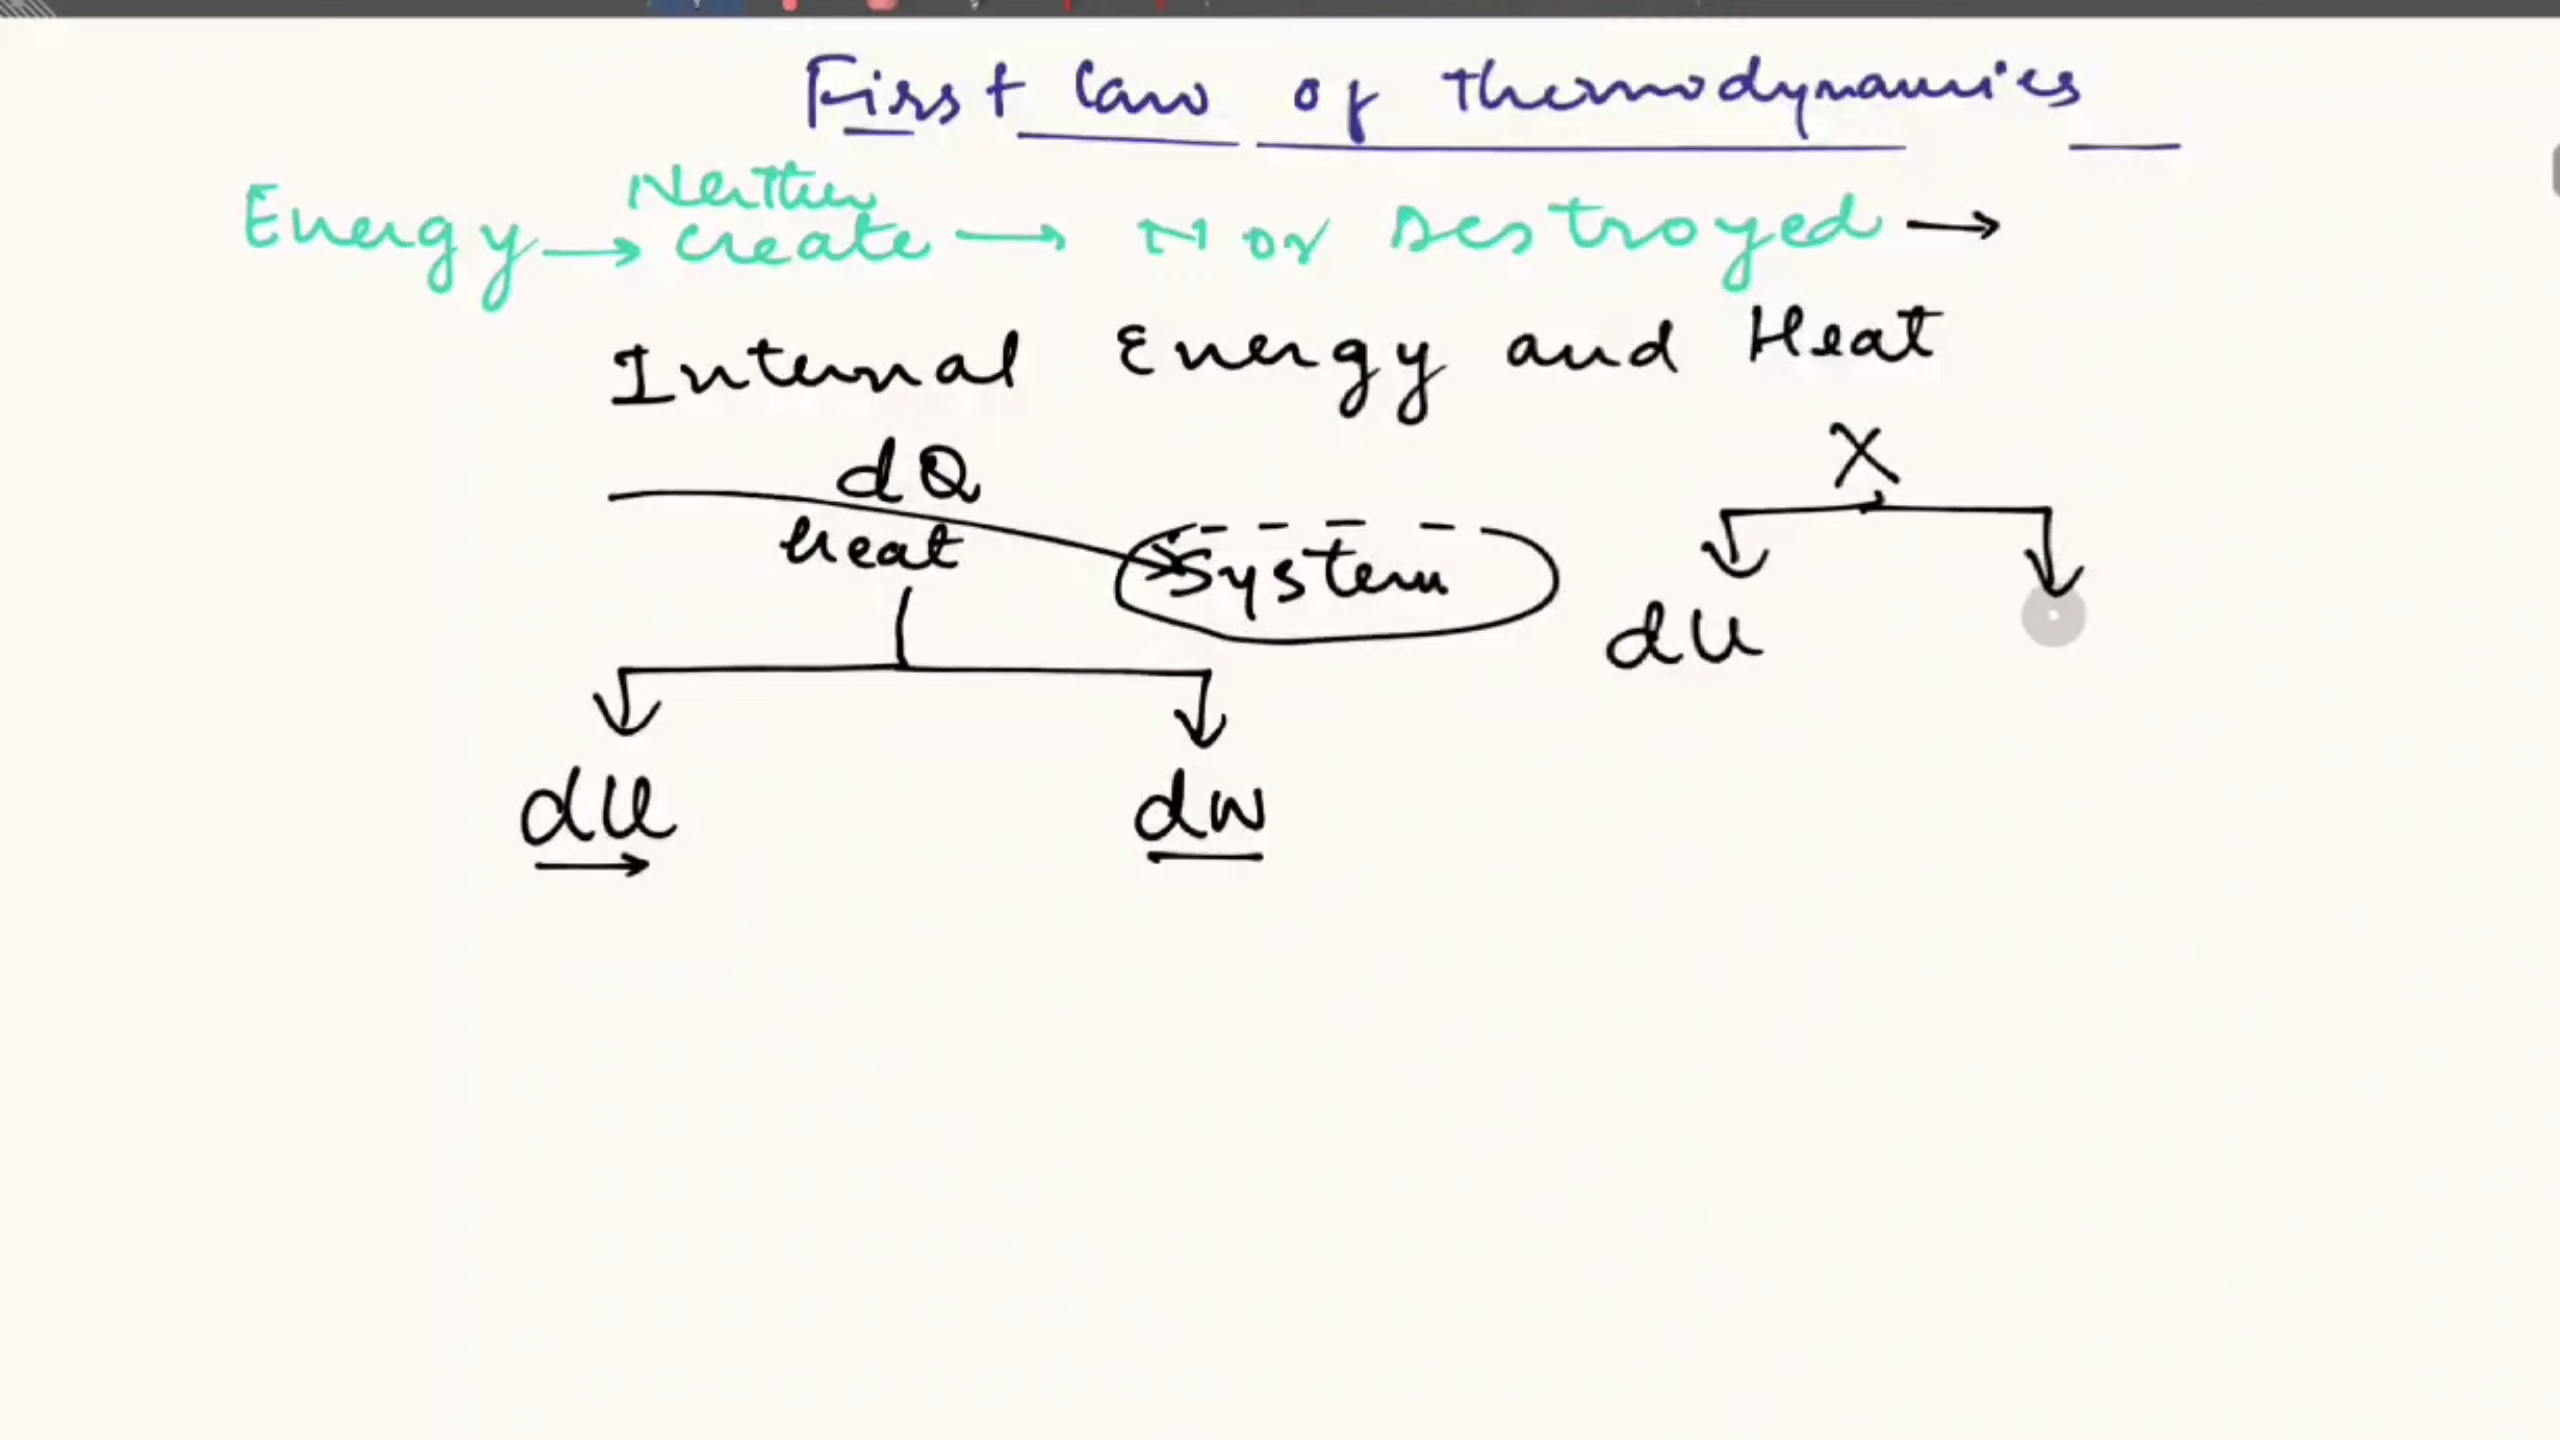 First law of thermodynamics
Neither
Energy → create → Nor Destroyed →
Internal Energy and Heat
dQ
heat
System
X
dU
dU
dw